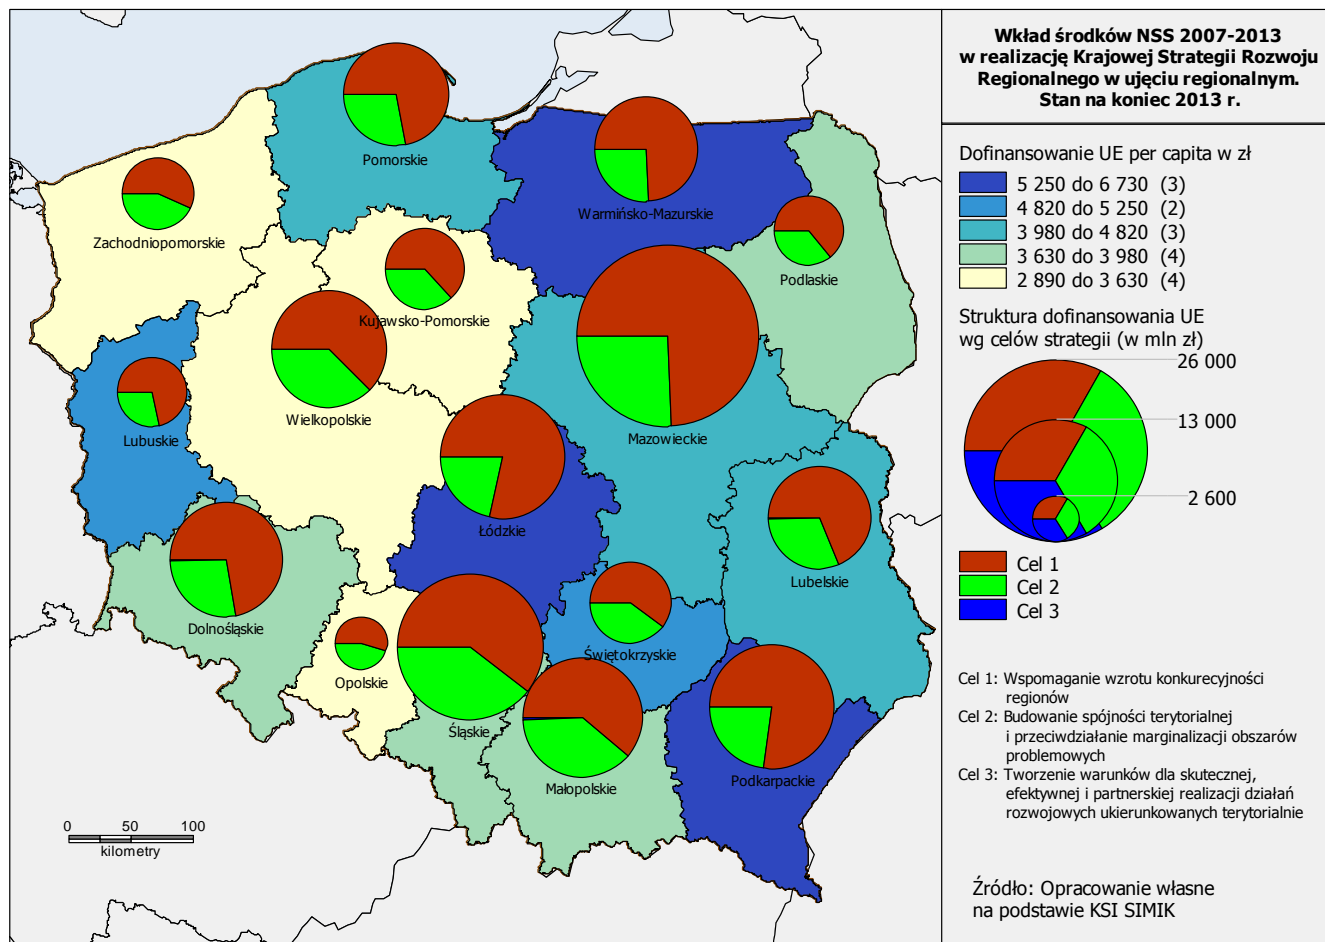 Wkład środków NSS 2007-2013
w realizację Krajowej Strategii Rozwoju
Regionalnego w ujęciu regionalnym.
Stan na koniec 2013 r.
Dofinansowanie UE per capita w zł
5 250 do 6 730 (3)
4 820 do 5 250 (2)
3 980 do 4 820 (3)
3 630 do 3 980 (4)
2 890 do 3 630 (4)
Struktura dofinansowania UE
wg celów strategii (w mln zł)
26 000
13 000
2 600
Cel 1
Cel 2
Cel 3
Cel 1: Wspomaganie wzrotu konkurecyjności
regionów
Cel 2: Budowanie spójności terytorialnej
i przeciwdziałanie marginalizacji obszarów
problemowych
Cel 3: Tworzenie warunków dla skutecznej,
efektywnej i partnerskiej realizacji działań
rozwojowych ukierunkowanych terytorialnie
Źródło: Opracowanie własne
na podstawie KSI SIMIK
Pomorskie
Warmińsko-Mazurskie
Zachodniopomorskie
Podlaskie
Kujawsko-Pomorskie
Wielkopolskie
Mazowieckie
Lubuskie
Łódzkie
Lubelskie
Dolnośląskie
Świętokrzyskie
Opolskie
Śląskie
Małopolskie
Podkarpackie
0 50 100
kilometry